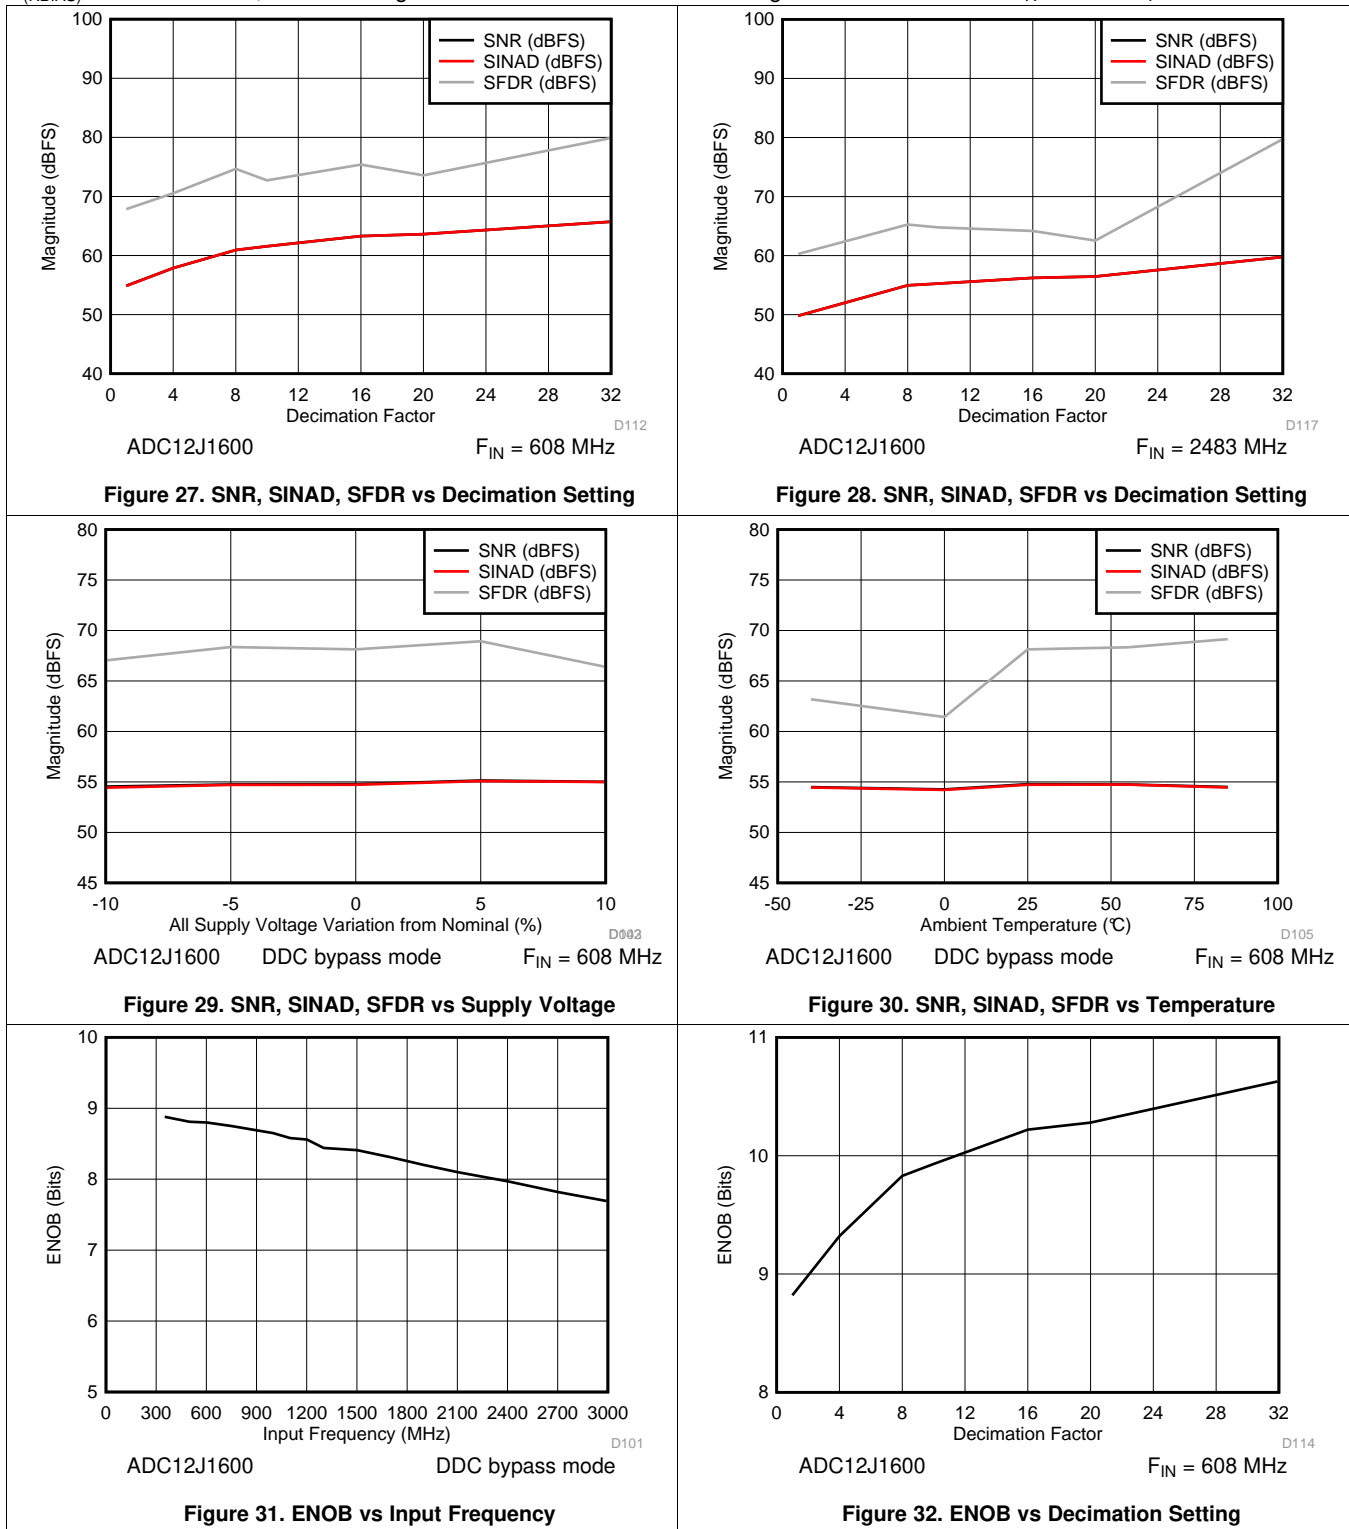 100
90
80
70
60
50
40
0 4 8 12 16 20 24 28 32
Magnitude (dBFS)
Decimation Factor
SNR (dBFS)
SINAD (dBFS)
SFDR (dBFS)
D112
ADC12J1600 FIN = 608 MHz
Figure 27. SNR, SINAD, SFDR vs Decimation Setting
100
90
80
70
60
50
40
0 4 8 12 16 20 24 28 32
Magnitude (dBFS)
Decimation Factor
SNR (dBFS)
SINAD (dBFS)
SFDR (dBFS)
D117
ADC12J1600 FIN = 2483 MHz
Figure 28. SNR, SINAD, SFDR vs Decimation Setting
80
75
70
65
60
55
50
45
-10 -5 0 5 10
Magnitude (dBFS)
All Supply Voltage Variation from Nominal (%)
SNR (dBFS)
SINAD (dBFS)
SFDR (dBFS)
ADC12J1600 DDC bypass mode FIN = 608 MHz
Figure 29. SNR, SINAD, SFDR vs Supply Voltage
80
75
70
65
60
55
50
45
-50 -25 0 25 50 75 100
Magnitude (dBFS)
Ambient Temperature (°C)
SNR (dBFS)
SINAD (dBFS)
SFDR (dBFS)
D105
ADC12J1600 DDC bypass mode FIN = 608 MHz
Figure 30. SNR, SINAD, SFDR vs Temperature
10
9
8
7
6
5
0 300 600 900 1200 1500 1800 2100 2400 2700 3000
ENOB (Bits)
Input Frequency (MHz)
D101
ADC12J1600 DDC bypass mode
Figure 31. ENOB vs Input Frequency
11
10
9
8
0 4 8 12 16 20 24 28 32
ENOB (Bits)
Decimation Factor
D114
ADC12J1600 FIN = 608 MHz
Figure 32. ENOB vs Decimation Setting